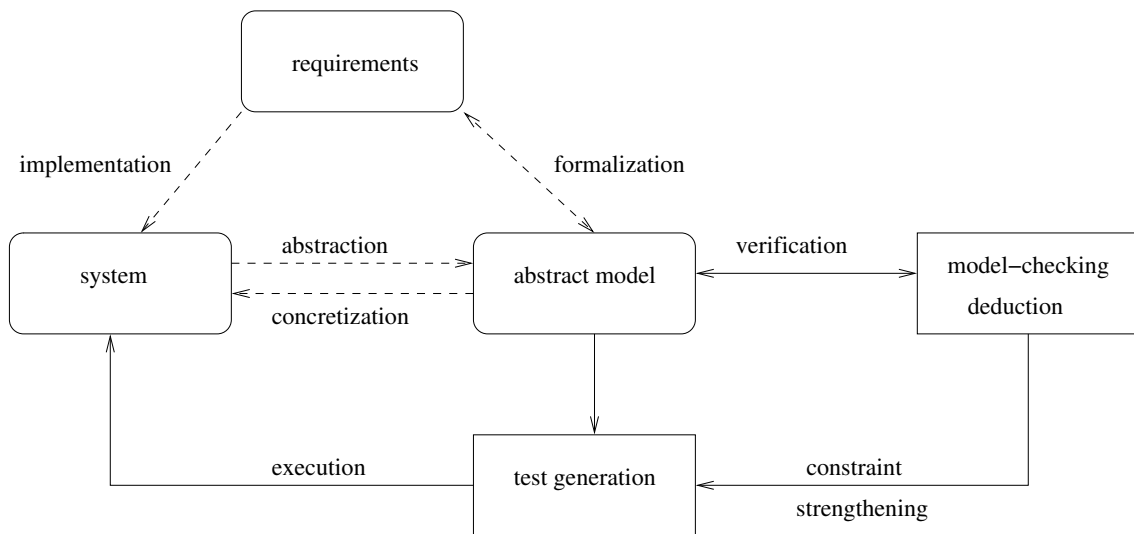 requirements
implementation
formalization
system
abstraction
concretization
abstract model
verification
model−checking
deduction
execution
test generation
constraint
strengthening